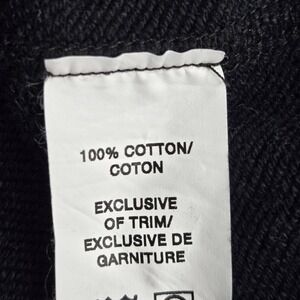 100% COTTON/
COTON
EXCLUSIVE
OF TRIM/
EXCLUSIVE DE
GARNITURE